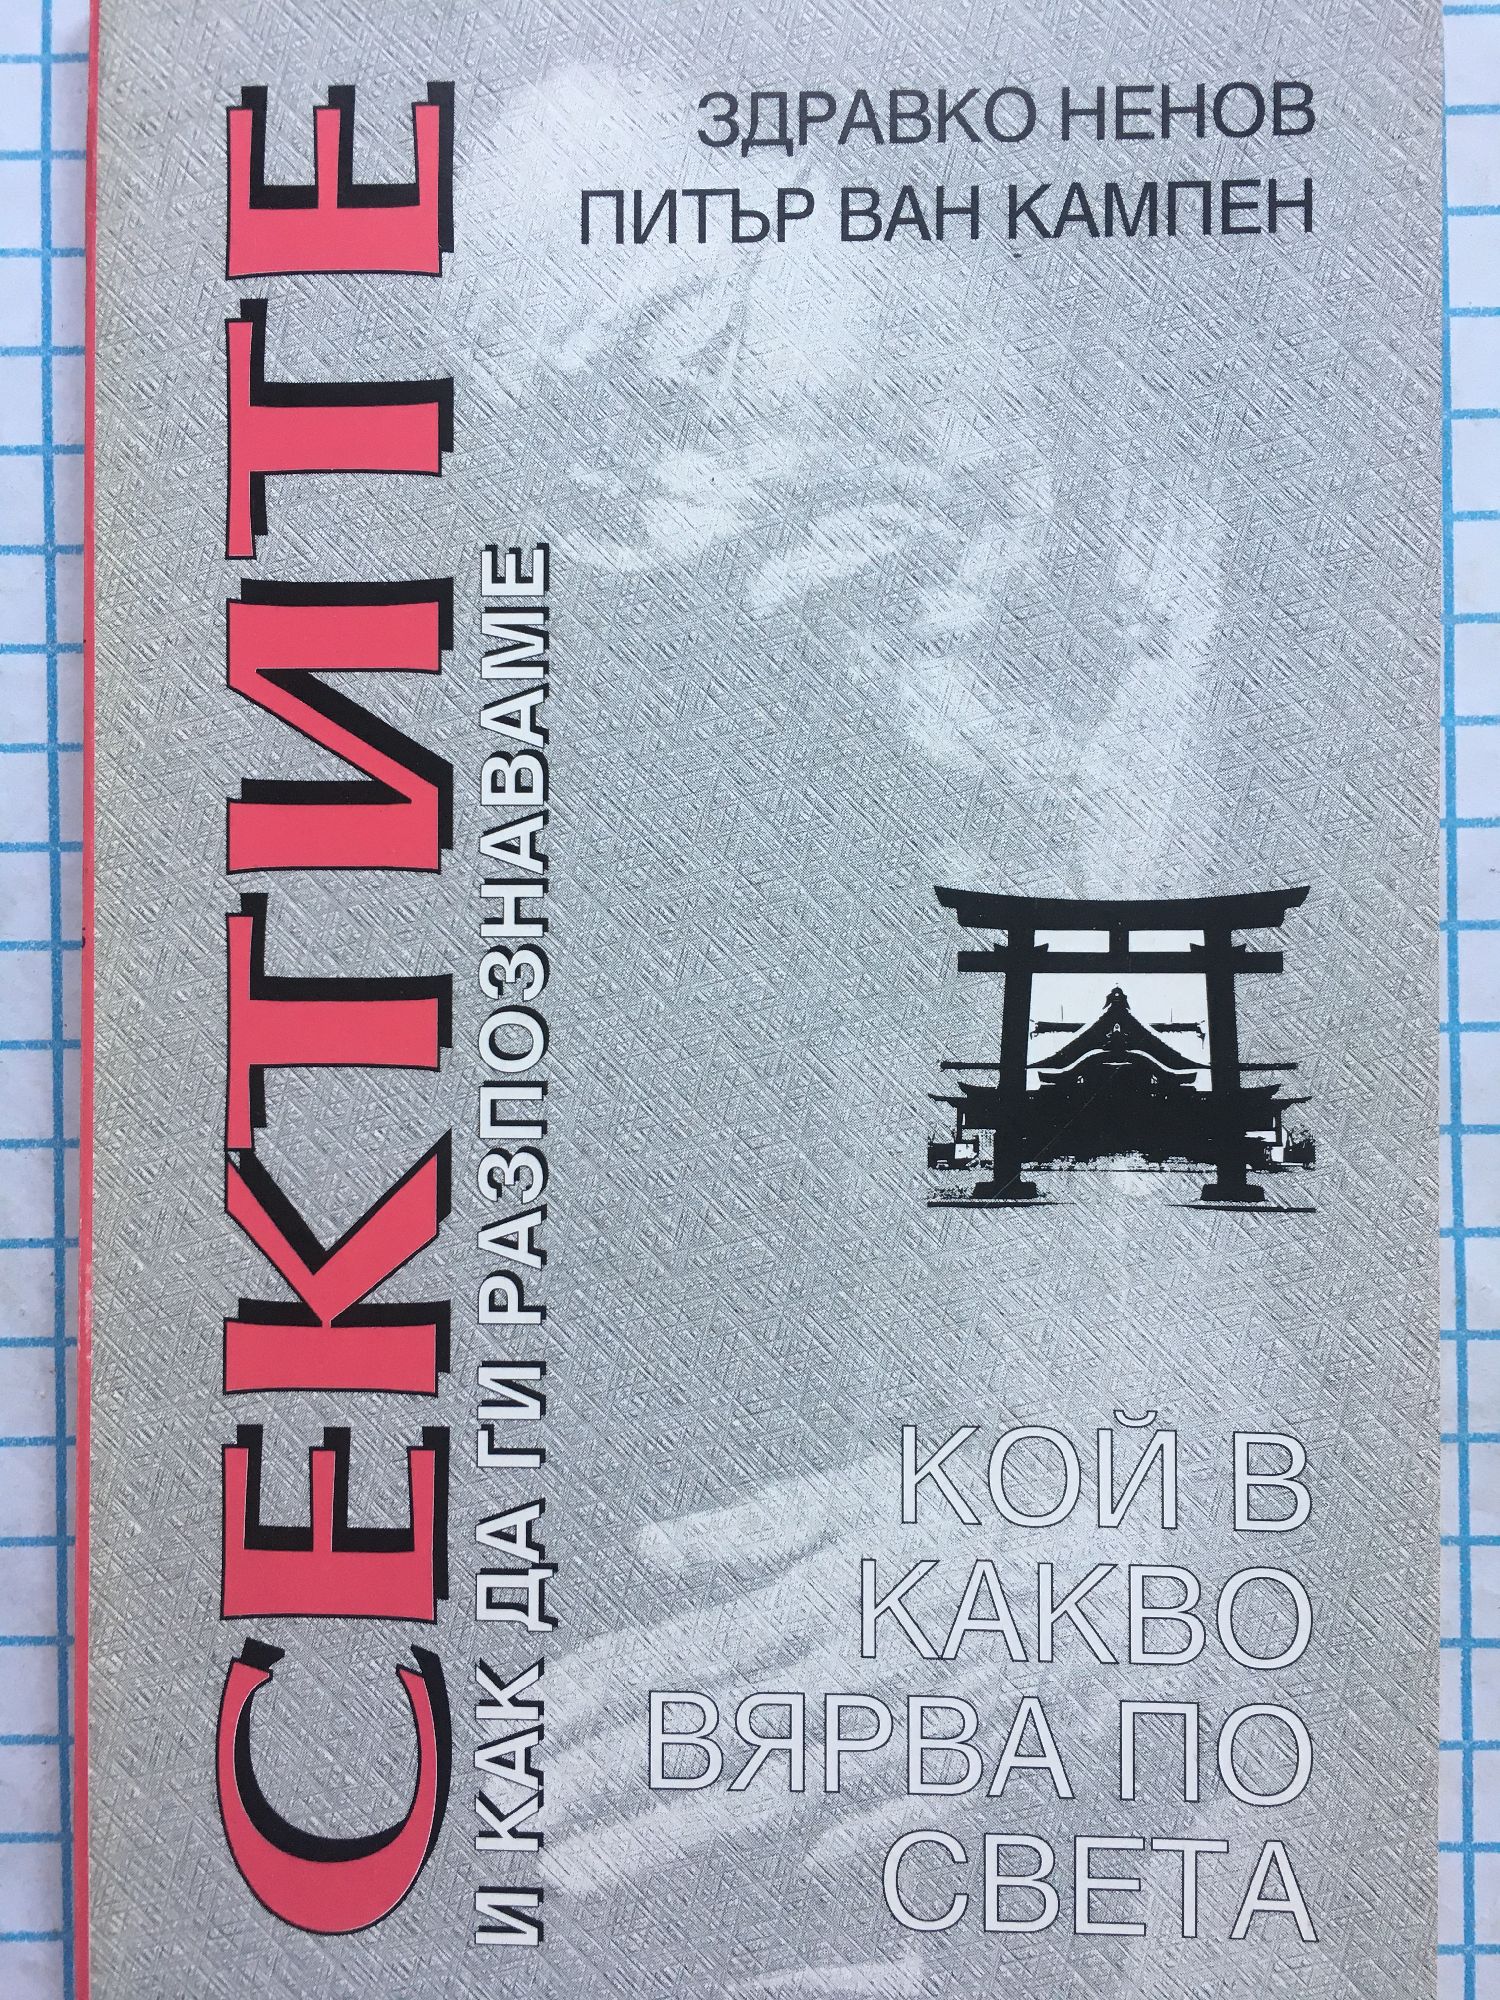 ЗДРАВКО НЕНОВ
ПИТЪР ВАН КАМПЕН
СЕКТИТЕ
И КАК ДА ГИ РАЗПОЗНАВАМЕ
КОЙ В
КАКВО
ВЯРВА ПО
СВЕТА